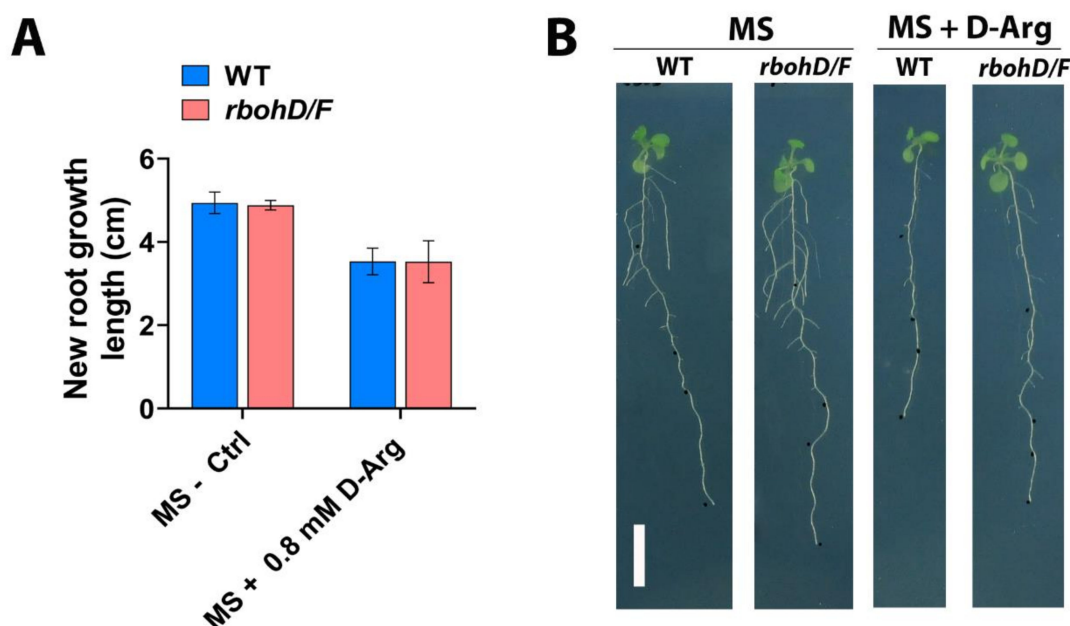 A
WT
rbohD/F
New root growth
length (cm)
6
4
2
0
MS - Ctrl
MS + 0.8 mM D-Arg
B
MS
MS + D-Arg
WT
rbohD/F
WT
rbohD/F